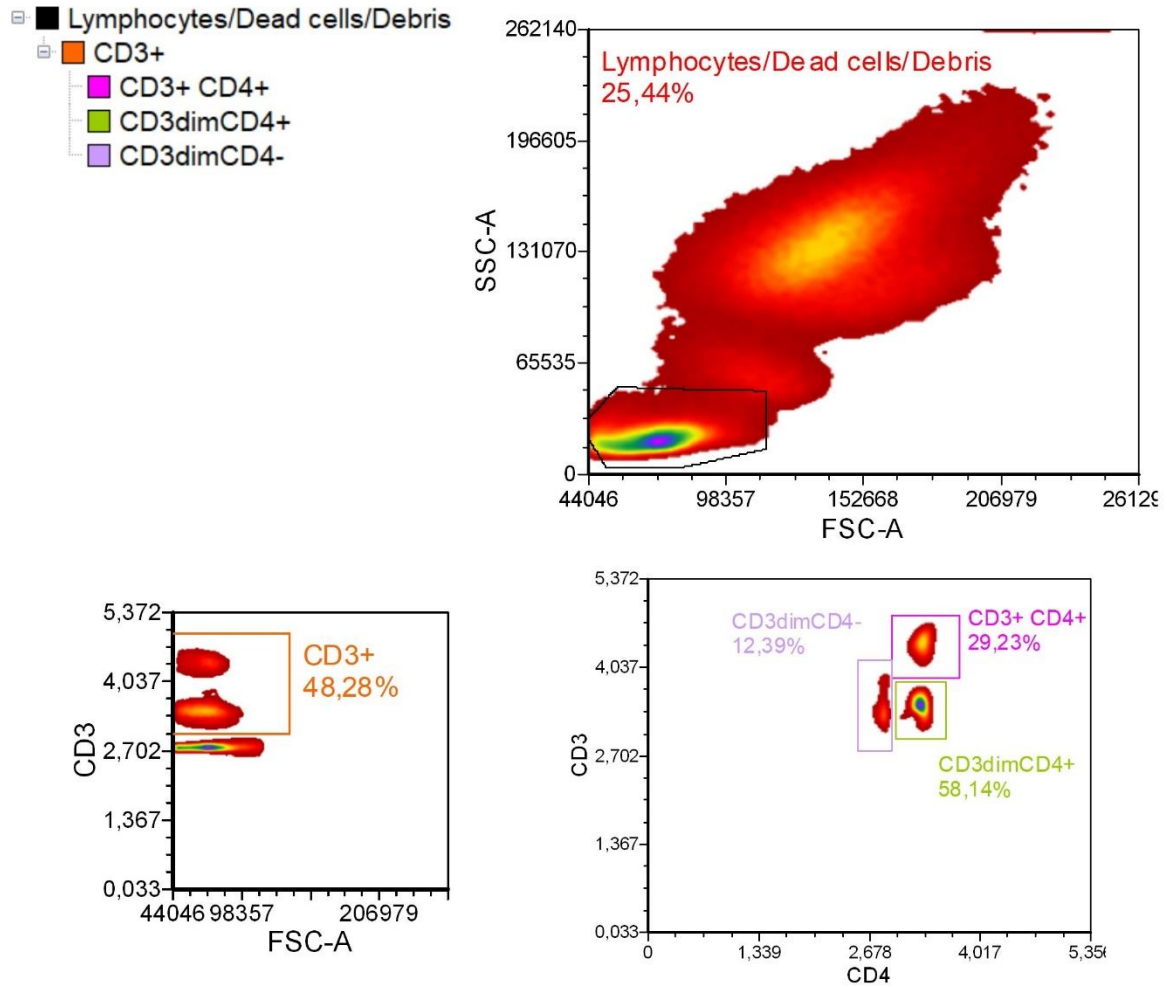 Lymphocytes/Dead cells/Debris
CD3+
CD3+ CD4+
CD3dimCD4+
CD3dimCD4-
262140
196605
131070
65535
0
SSC-A
Lymphocytes/Dead cells/Debris
25,44%
44046 98357 152668 206979 26129
FSC-A
5,372
4,037
2,702
1,367
0,033
CD3
CD3+
48,28%
44046 98357 206979
FSC-A
5,372
4,037
2,702
1,367
0,033
CD3
CD3dimCD4-
12,39%
CD3+ CD4+
29,23%
CD3dimCD4+
58,14%
0 1,339 2,678 4,017 5,356
CD4